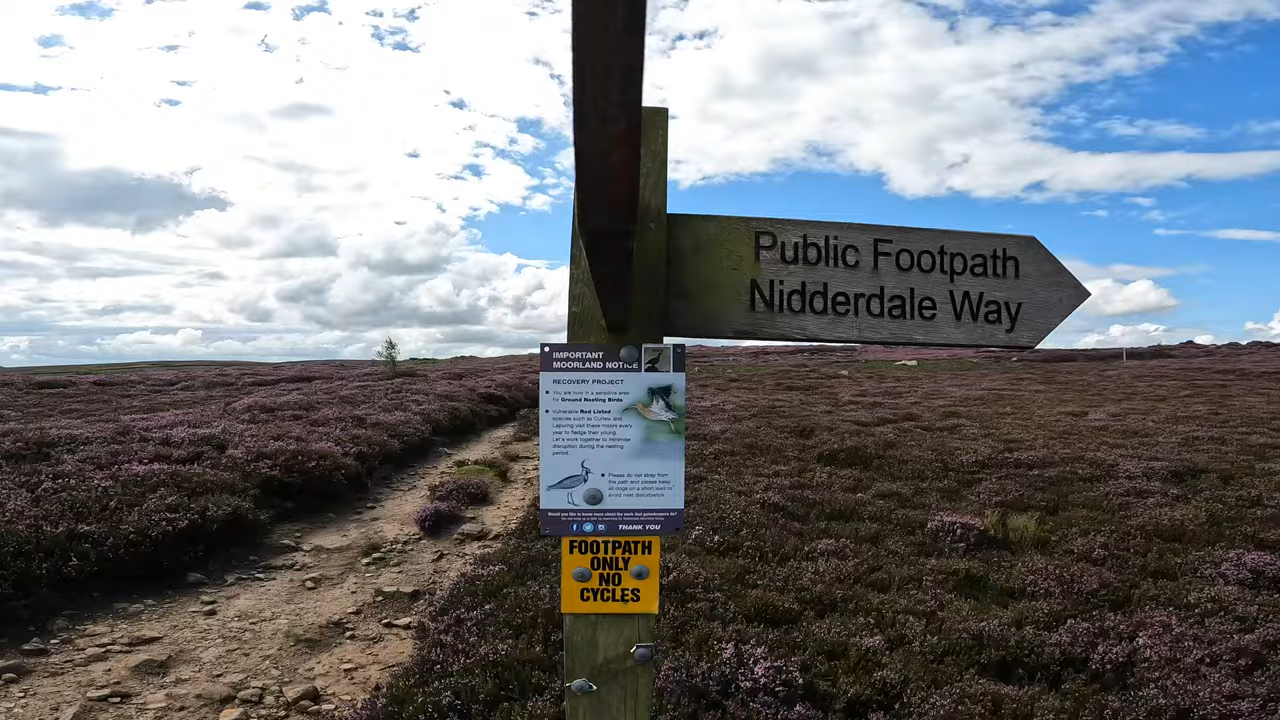 Public Footpath
Nidderdale Way
IMPORTANT
MOORLAND NOTICE
RECOVERY PROJECT
You are now in a sensitive area
for Ground Nesting Birds
Vulnerable Red Listed
species such as Curlew and
Lapwing visit these moors every
year to fledge their young.
Let's work together to minimise
disruption during the nesting
period.
Please do not stray from
the path and please keep
all dogs on a short lead to
avoid nest disturbance
Would you like to know more about the work that gamekeepers do?
THANK YOU
FOOTPATH
ONLY
NO
CYCLES